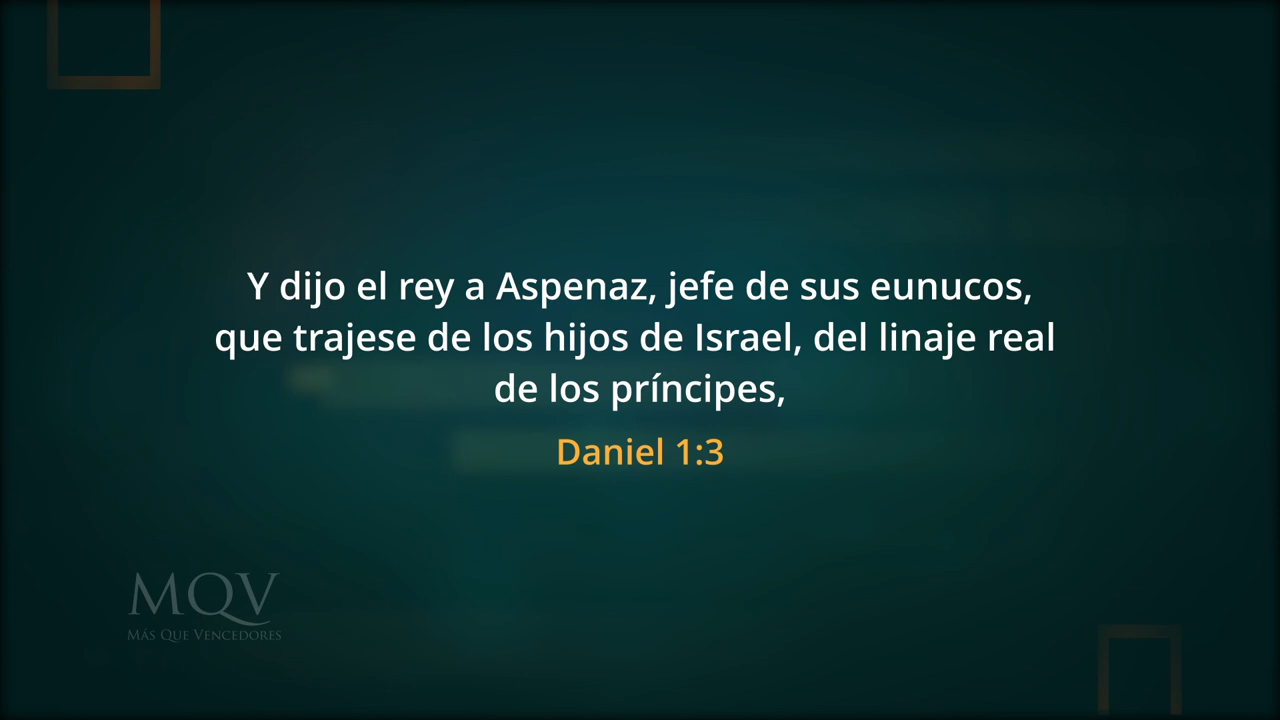 Y dijo el rey a Aspenaz, jefe de sus eunucos,
que trajese de los hijos de Israel, del linaje real
de los príncipes,
Daniel 1:3
MQV
MÁS QUE VENCEDORES